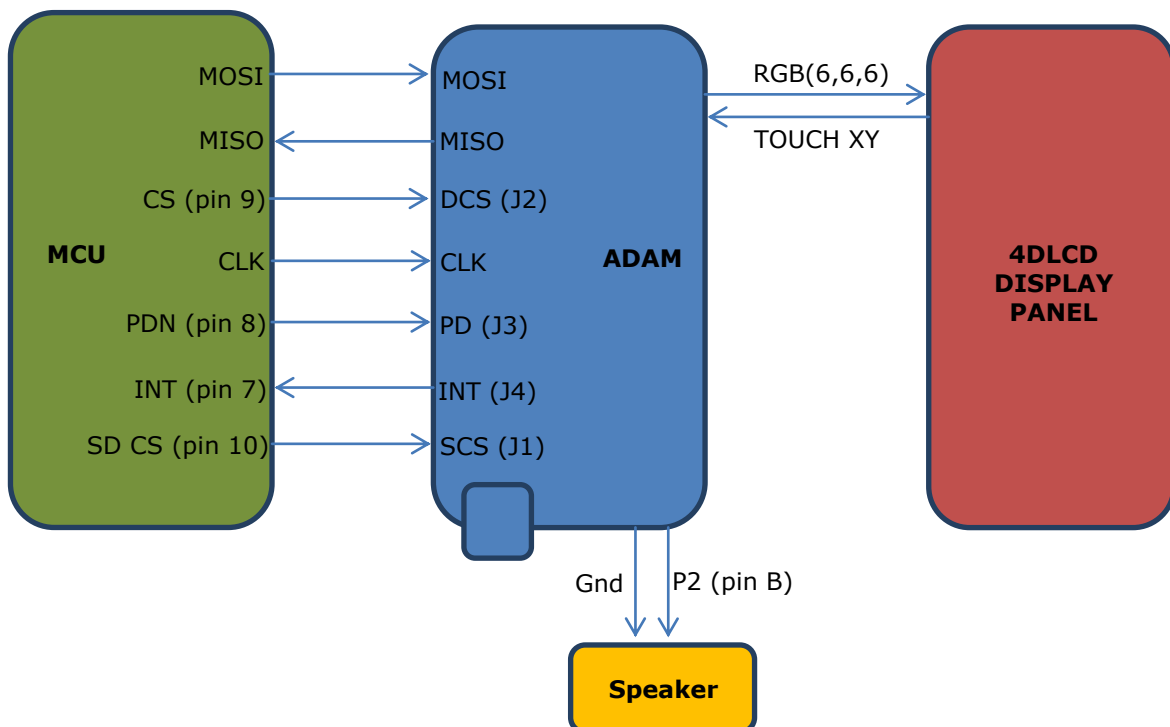 MOSI
MISO
CS (pin 9)
MCU
CLK
PDN (pin 8)
INT (pin 7)
SD CS (pin 10)
MOSI
MISO
DCS (J2)
ADAM
CLK
PD (J3)
INT (J4)
SCS (J1)
RGB(6,6,6)
TOUCH XY
4DLCD
DISPLAY
PANEL
Gnd
P2 (pin B)
Speaker